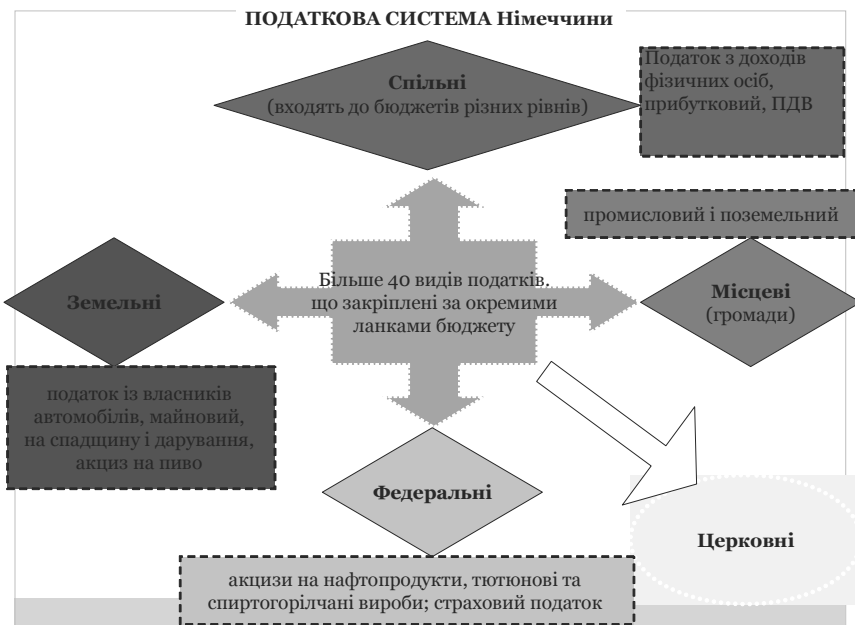 ПОДАТКОВА СИСТЕМА Німеччини
Спільні
(входять до бюджетів різних рівнів)
Податок з доходів
фізичних осіб,
прибутковий, ПДВ
промисловий і поземельний
Місцеві
(громади)
Більше 40 видів податків.
що закріплені за окремими
ланками бюджету
Земельні
податок із власників
автомобілів, майновий,
на спадщину і дарування,
акциз на пиво
Федеральні
акцизи на нафтопродукти, тютюнові та
спиртогорілчані вироби; страховий податок
Церковні